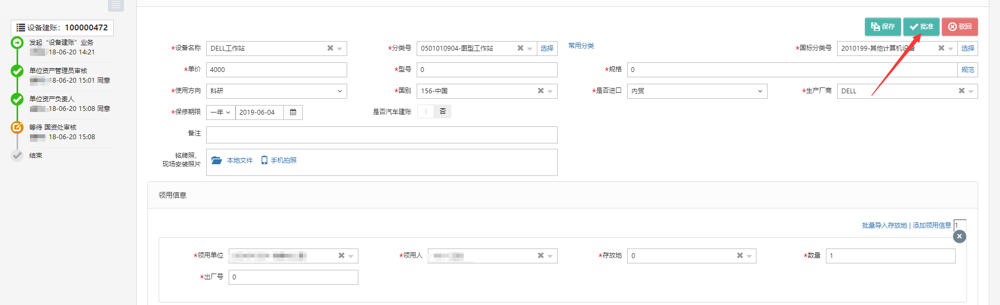 设备建账：100000472
发起“设备建账”业务
18-06-20 14:21
单位资产管理员审核
18-06-20 15:01 同意
单位资产负责人
18-06-20 15:08 同意
等待 国资处审核
18-06-20 15:08
结束
保存 批准 驳回
*设备名称 DELL工作站 *分类号 0501010904-图型工作站 选择 常用分类 *国标分类号 2010199-其他计算机设备 选择
*单价 4000 *型号 0 *规格 0 规范
*使用方向 科研 *国别 156-中国 *是否进口 内贸 *生产厂商 DELL
*保修期限 一年 2019-06-04 是否汽车建账 否
备注
铭牌照、
现场安装照片 本地文件 手机拍照
领用信息
批量导入存放地 | 添加领用信息 1
*领用单位 *领用人 *存放地 0 *数量 1
*出厂号 0